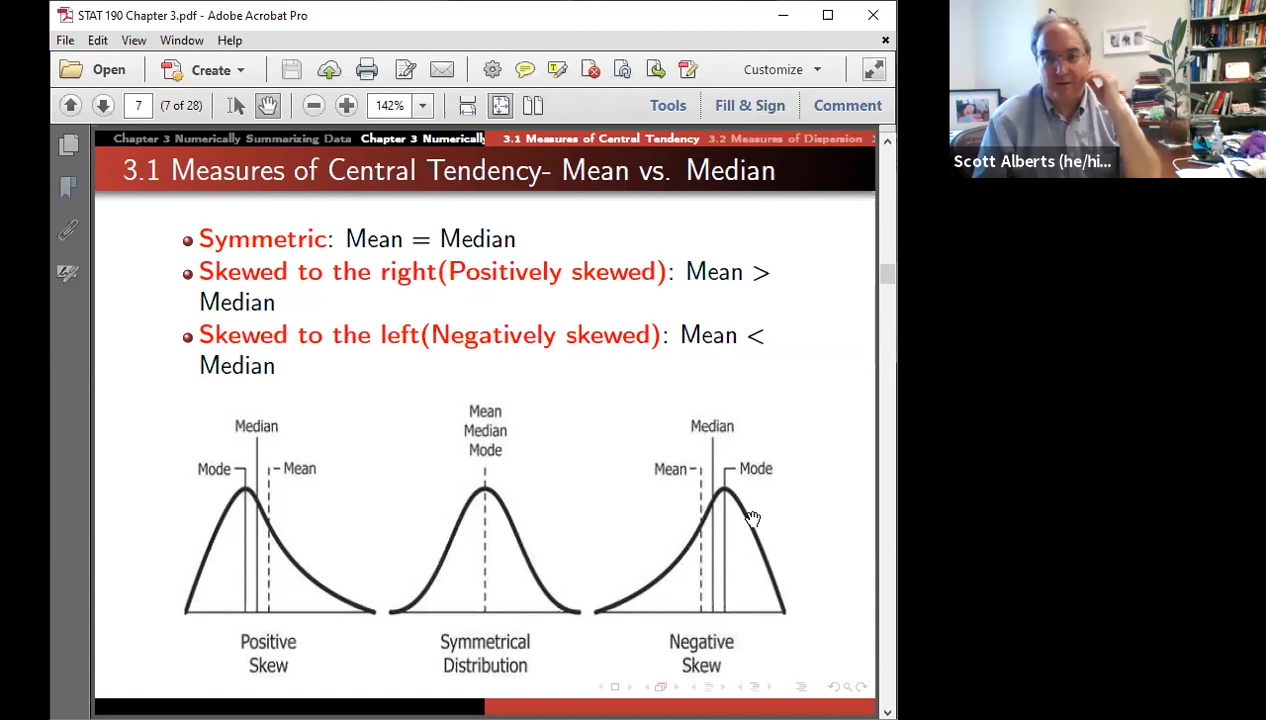 STAT 190 Chapter 3.pdf - Adobe Acrobat Pro
File Edit View Window Help
Open Create Customize
7 (7 of 28) 142% Tools Fill & Sign Comment
Chapter 3 Numerically Summarizing Data Chapter 3 Numerically 3.1 Measures of Central Tendency 3.2 Measures of Dispersion
3.1 Measures of Central Tendency- Mean vs. Median
Symmetric: Mean = Median
Skewed to the right(Positively skewed): Mean >
Median
Skewed to the left(Negatively skewed): Mean <
Median
Median
Mode
Mean
Positive
Skew
Mean
Median
Mode
Symmetrical
Distribution
Median
Mean
Mode
Negative
Skew
Scott Alberts (he/hi...